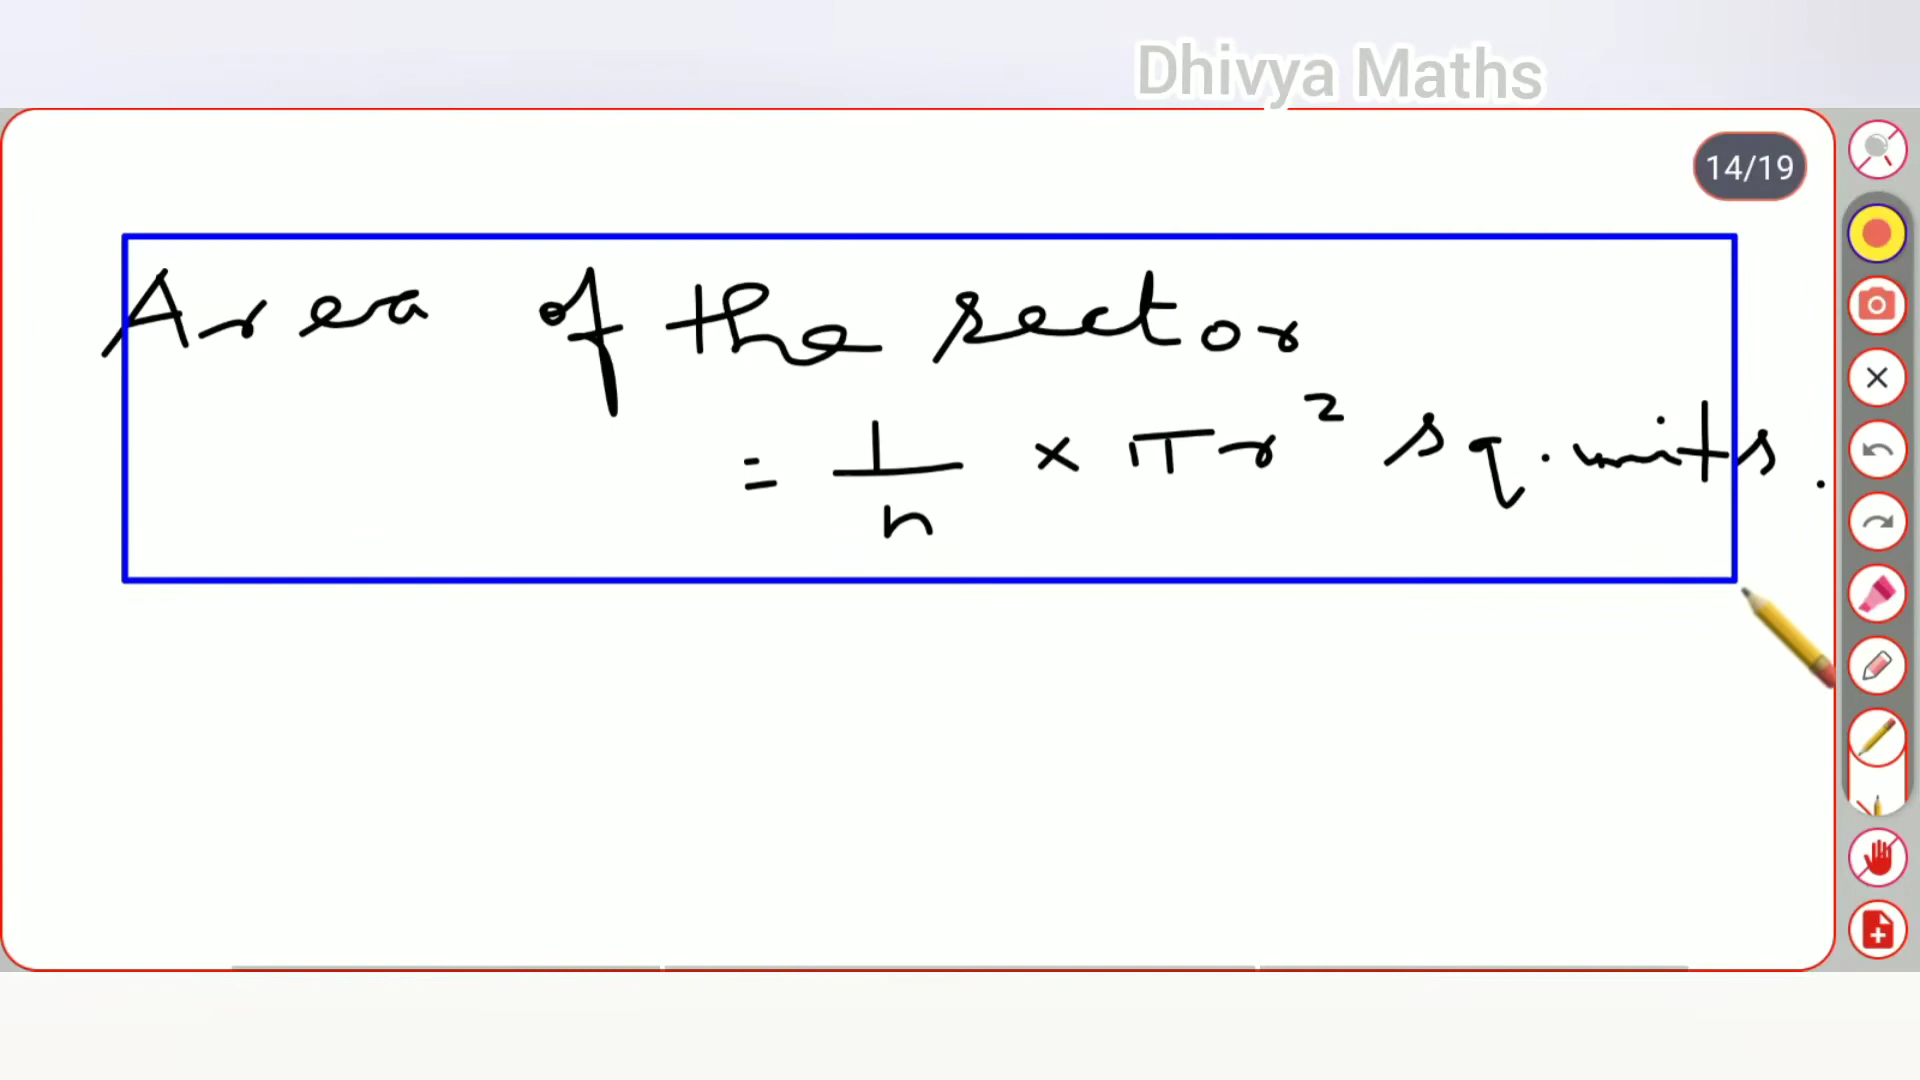 Dhivya Maths
14/19
Area of the sector
= 1/n × πr² sq. units.